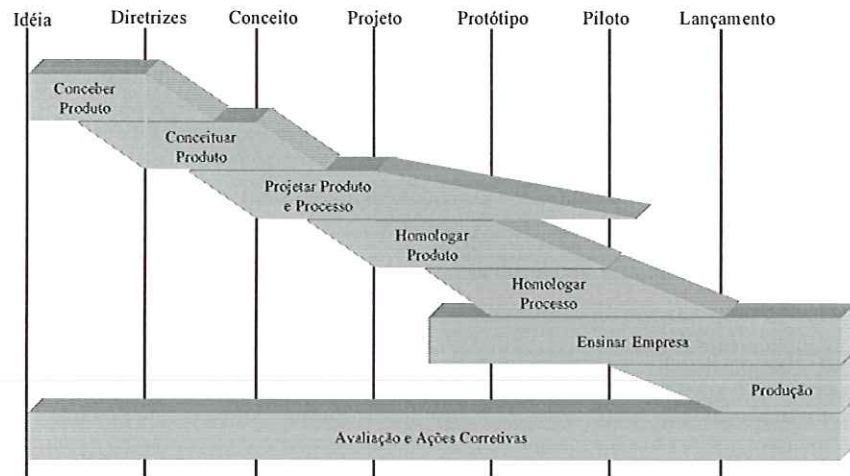 Idéia Diretrizes Conceito Projeto Protótipo Piloto Lançamento
Conceber
Produto
Conceituar
Produto
Projetar Produto
e Processo
Homologar
Produto
Homologar
Processo
Ensinar Empresa
Produção
Avaliação e Ações Corretivas